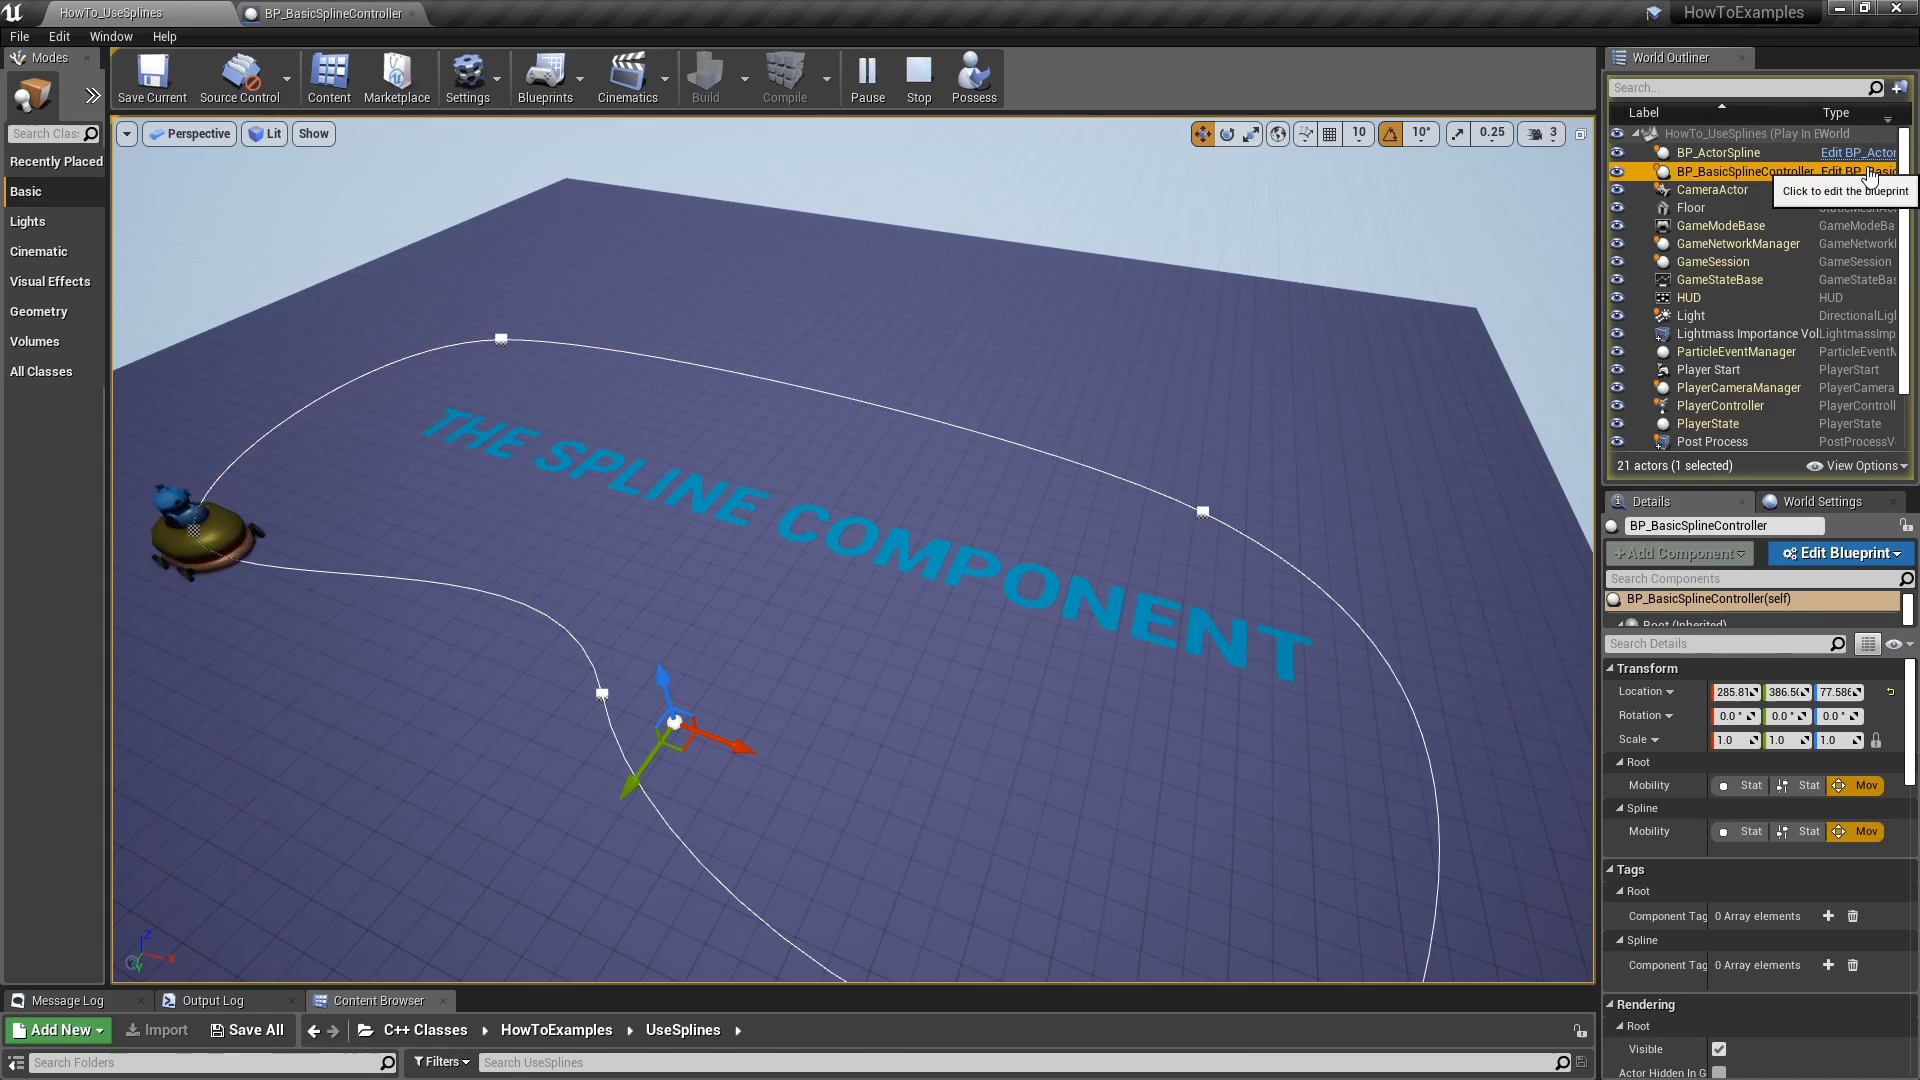 HowTo_UseSplines
BP_BasicSplineController
HowToExamples
File Edit Window Help
Modes
Search Clas
Recently Placed
Basic
Lights
Cinematic
Visual Effects
Geometry
Volumes
All Classes
Save Current
Source Control
Content
Marketplace
Settings
Blueprints
Cinematics
Build
Compile
Pause
Stop
Possess
Perspective
Lit
Show
10
10°
0.25
3
THE SPLINE COMPONENT
Z
X
Y
World Outliner
Search...
Label Type
HowTo_UseSplines (Play In E World
BP_ActorSpline Edit BP_Actor
BP_BasicSplineController Edit BP_Basic
Click to edit the blueprint
CameraActor
Floor
GameModeBase GameModeBa
GameNetworkManager GameNetworkI
GameSession GameSession
GameStateBase GameStateBas
HUD HUD
Light DirectionalLigl
Lightmass Importance Vol LightmassImp
ParticleEventManager ParticleEventM
Player Start PlayerStart
PlayerCameraManager PlayerCamera
PlayerController PlayerControll
PlayerState PlayerState
Post Process PostProcessV
21 actors (1 selected) View Options
Details
World Settings
BP_BasicSplineController
+Add Component
Edit Blueprint
Search Components
BP_BasicSplineController(self)
Root (Inherited)
Search Details
Transform
Location 285.81 386.50 77.586
Rotation 0.0 ° 0.0 ° 0.0 °
Scale 1.0 1.0 1.0
Root
Mobility Stat Stat Mov
Spline
Mobility Stat Stat Mov
Tags
Root
Component Tag 0 Array elements
Spline
Component Tag 0 Array elements
Rendering
Root
Visible
Actor Hidden In G
Message Log
Output Log
Content Browser
Add New
Import
Save All
C++ Classes
HowToExamples
UseSplines
Search Folders
Filters
Search UseSplines